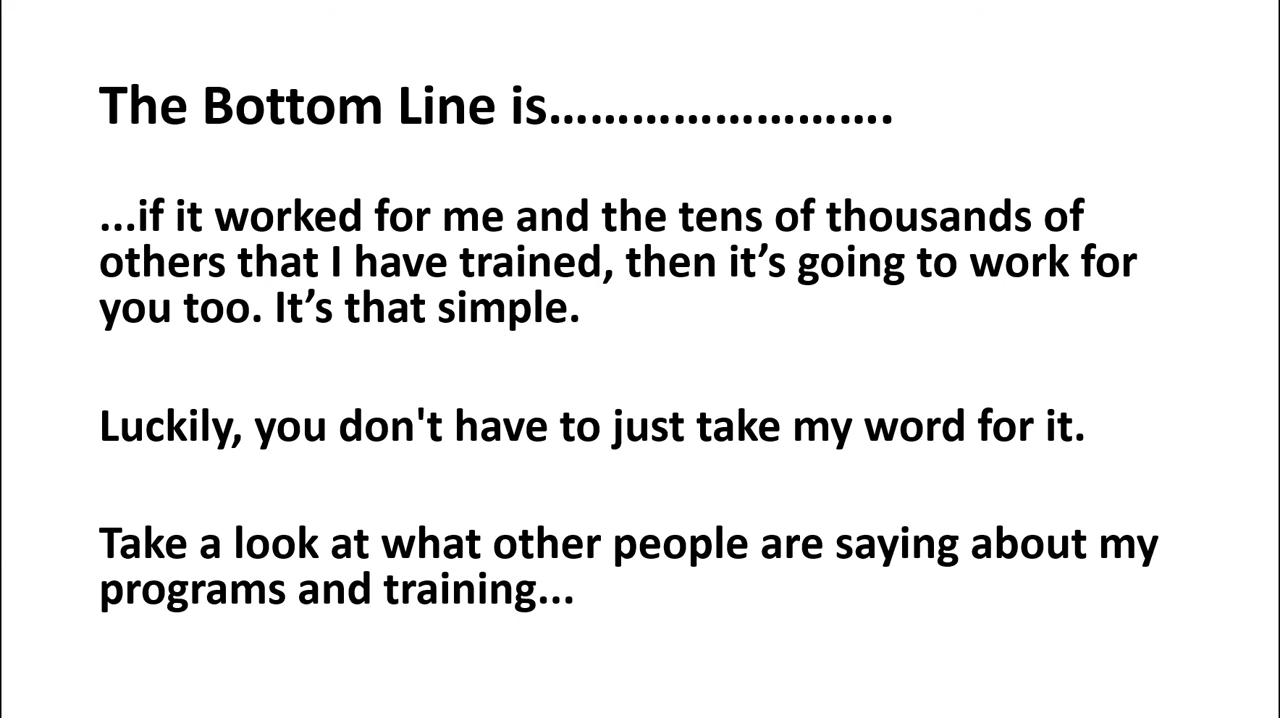 The Bottom Line is…………………….
...if it worked for me and the tens of thousands of
others that I have trained, then it’s going to work for
you too. It’s that simple.
Luckily, you don't have to just take my word for it.
Take a look at what other people are saying about my
programs and training...